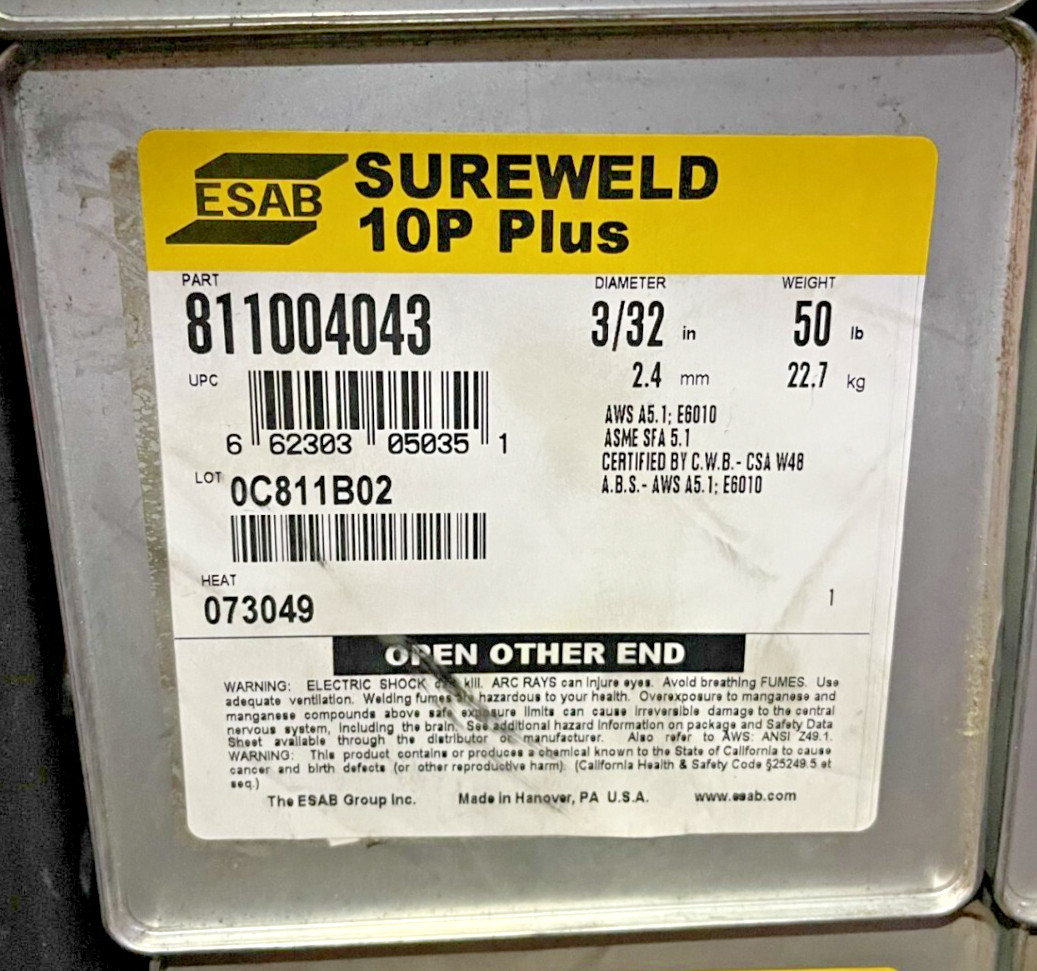 ESAB
SUREWELD
10P Plus
PART
811004043
DIAMETER
3/32 in
2.4 mm
WEIGHT
50 lb
22.7 kg
UPC
6 62303 05035 1
AWS A5.1; E6010
ASME SFA 5.1
CERTIFIED BY C.W.B.- CSA W48
A.B.S.- AWS A5.1; E6010
LOT 0C811B02
HEAT
073049
1
OPEN OTHER END
WARNING: ELECTRIC SHOCK can kill. ARC RAYS can injure eyes. Avoid breathing FUMES. Use
adequate ventilation. Welding fumes are hazardous to your health. Overexposure to manganese and
manganese compounds above safe exposure limits can cause irreversible damage to the central
nervous system, including the brain. See additional hazard information on package and Safety Data
Sheet available through the distributor or manufacturer. Also refer to AWS: ANSI Z49.1.
WARNING: This product contains or produces a chemical known to the State of California to cause
cancer and birth defects (or other reproductive harm). (California Health & Safety Code §25249.5 et
seq.)
The ESAB Group Inc. Made in Hanover, PA U.S.A. www.esab.com